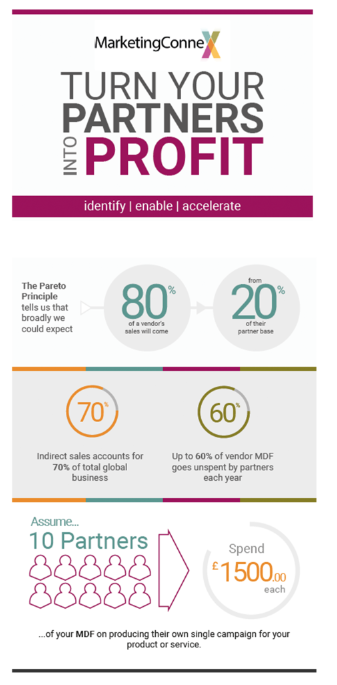 MarketingConneX
TURN YOUR
PARTNERS
INTO PROFIT
identify | enable | accelerate
The Pareto
Principle
tells us that
broadly we
could expect
80%
of a vendor's
sales will come
from
20%
of their
partner base
70%
Indirect sales accounts for
70% of total global
business
60%
Up to 60% of vendor MDF
goes unspent by partners
each year
Assume...
10 Partners
Spend
£1500.00
each
...of your MDF on producing their own single campaign for your
product or service.